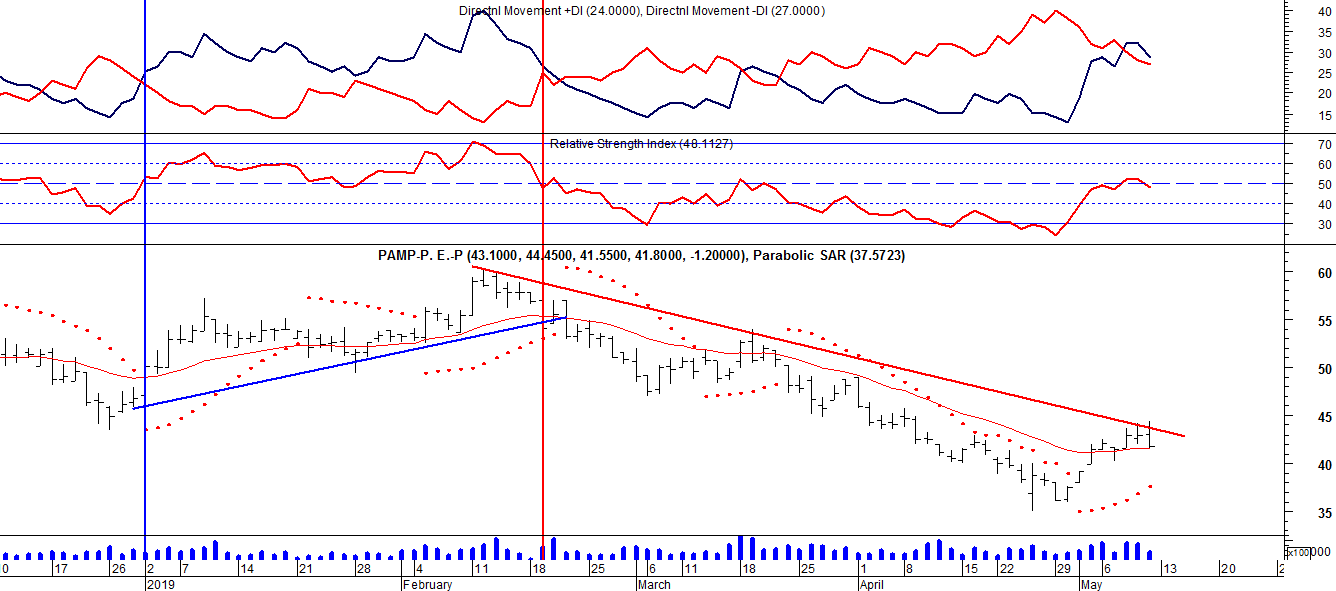 Directnl Movement +DI (24.0000), Directnl Movement -DI (27.0000)
40
35
30
25
20
15
Relative Strength Index (48.1127)
70
60
50
40
30
PAMP-P. E.-P (43.1000, 44.4500, 41.5500, 41.8000, -1.20000), Parabolic SAR (37.5723)
60
55
50
45
40
35
x100 000
0 17 26 2 7 14 21 28 11 18 25 6 11 18 25 1 8 15 22 29 6 13 20 2
2019 February March April May